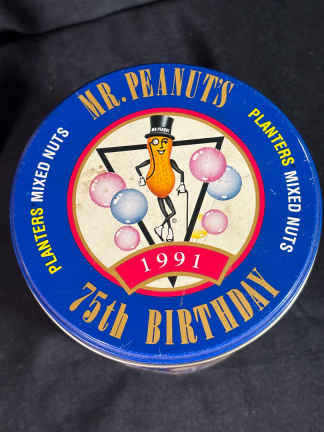 MR. PEANUT'S
PLANTERS MIXED NUTS
PLANTERS MIXED NUTS
MR. PEANUT
1991
75th BIRTHDAY